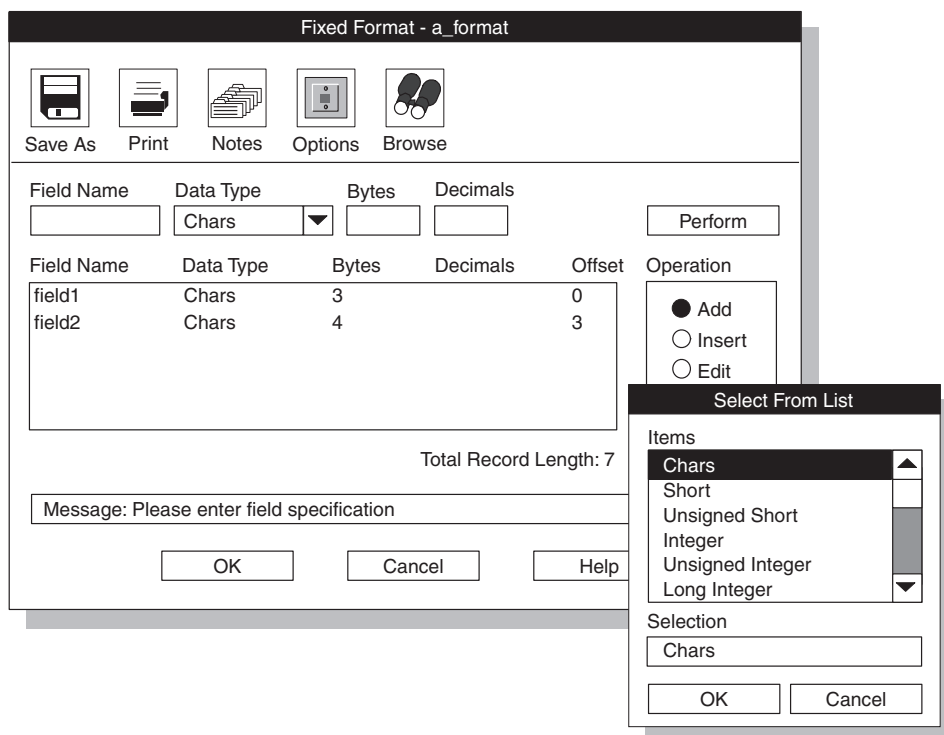 Fixed Format - a_format
Save As Print Notes Options Browse
Field Name Data Type Bytes Decimals
Chars
Perform
Field Name Data Type Bytes Decimals Offset Operation
field1 Chars 3 0
field2 Chars 4 3
Add
Insert
Edit
Total Record Length: 7
Message: Please enter field specification
OK Cancel Help
Select From List
Items
Chars
Short
Unsigned Short
Integer
Unsigned Integer
Long Integer
Selection
Chars
OK Cancel